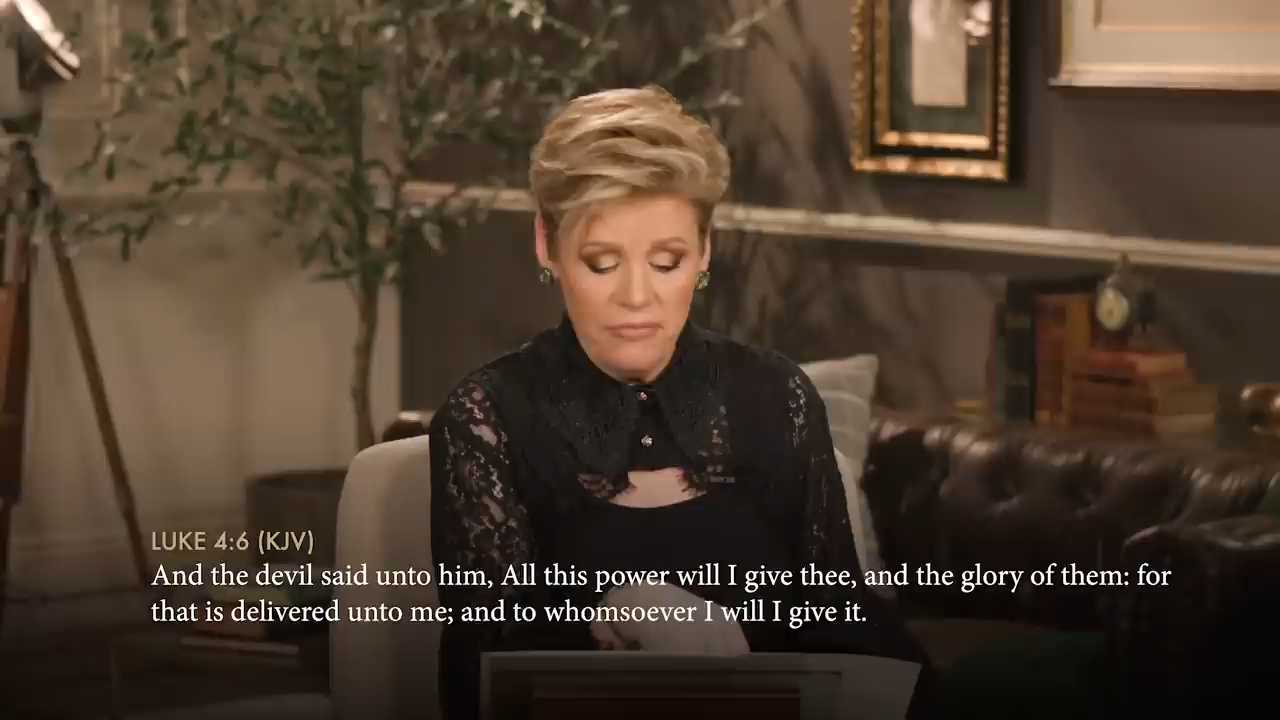 LUKE 4:6 (KJV)
And the devil said unto him, All this power will I give thee, and the glory of them: for
that is delivered unto me; and to whomsoever I will I give it.